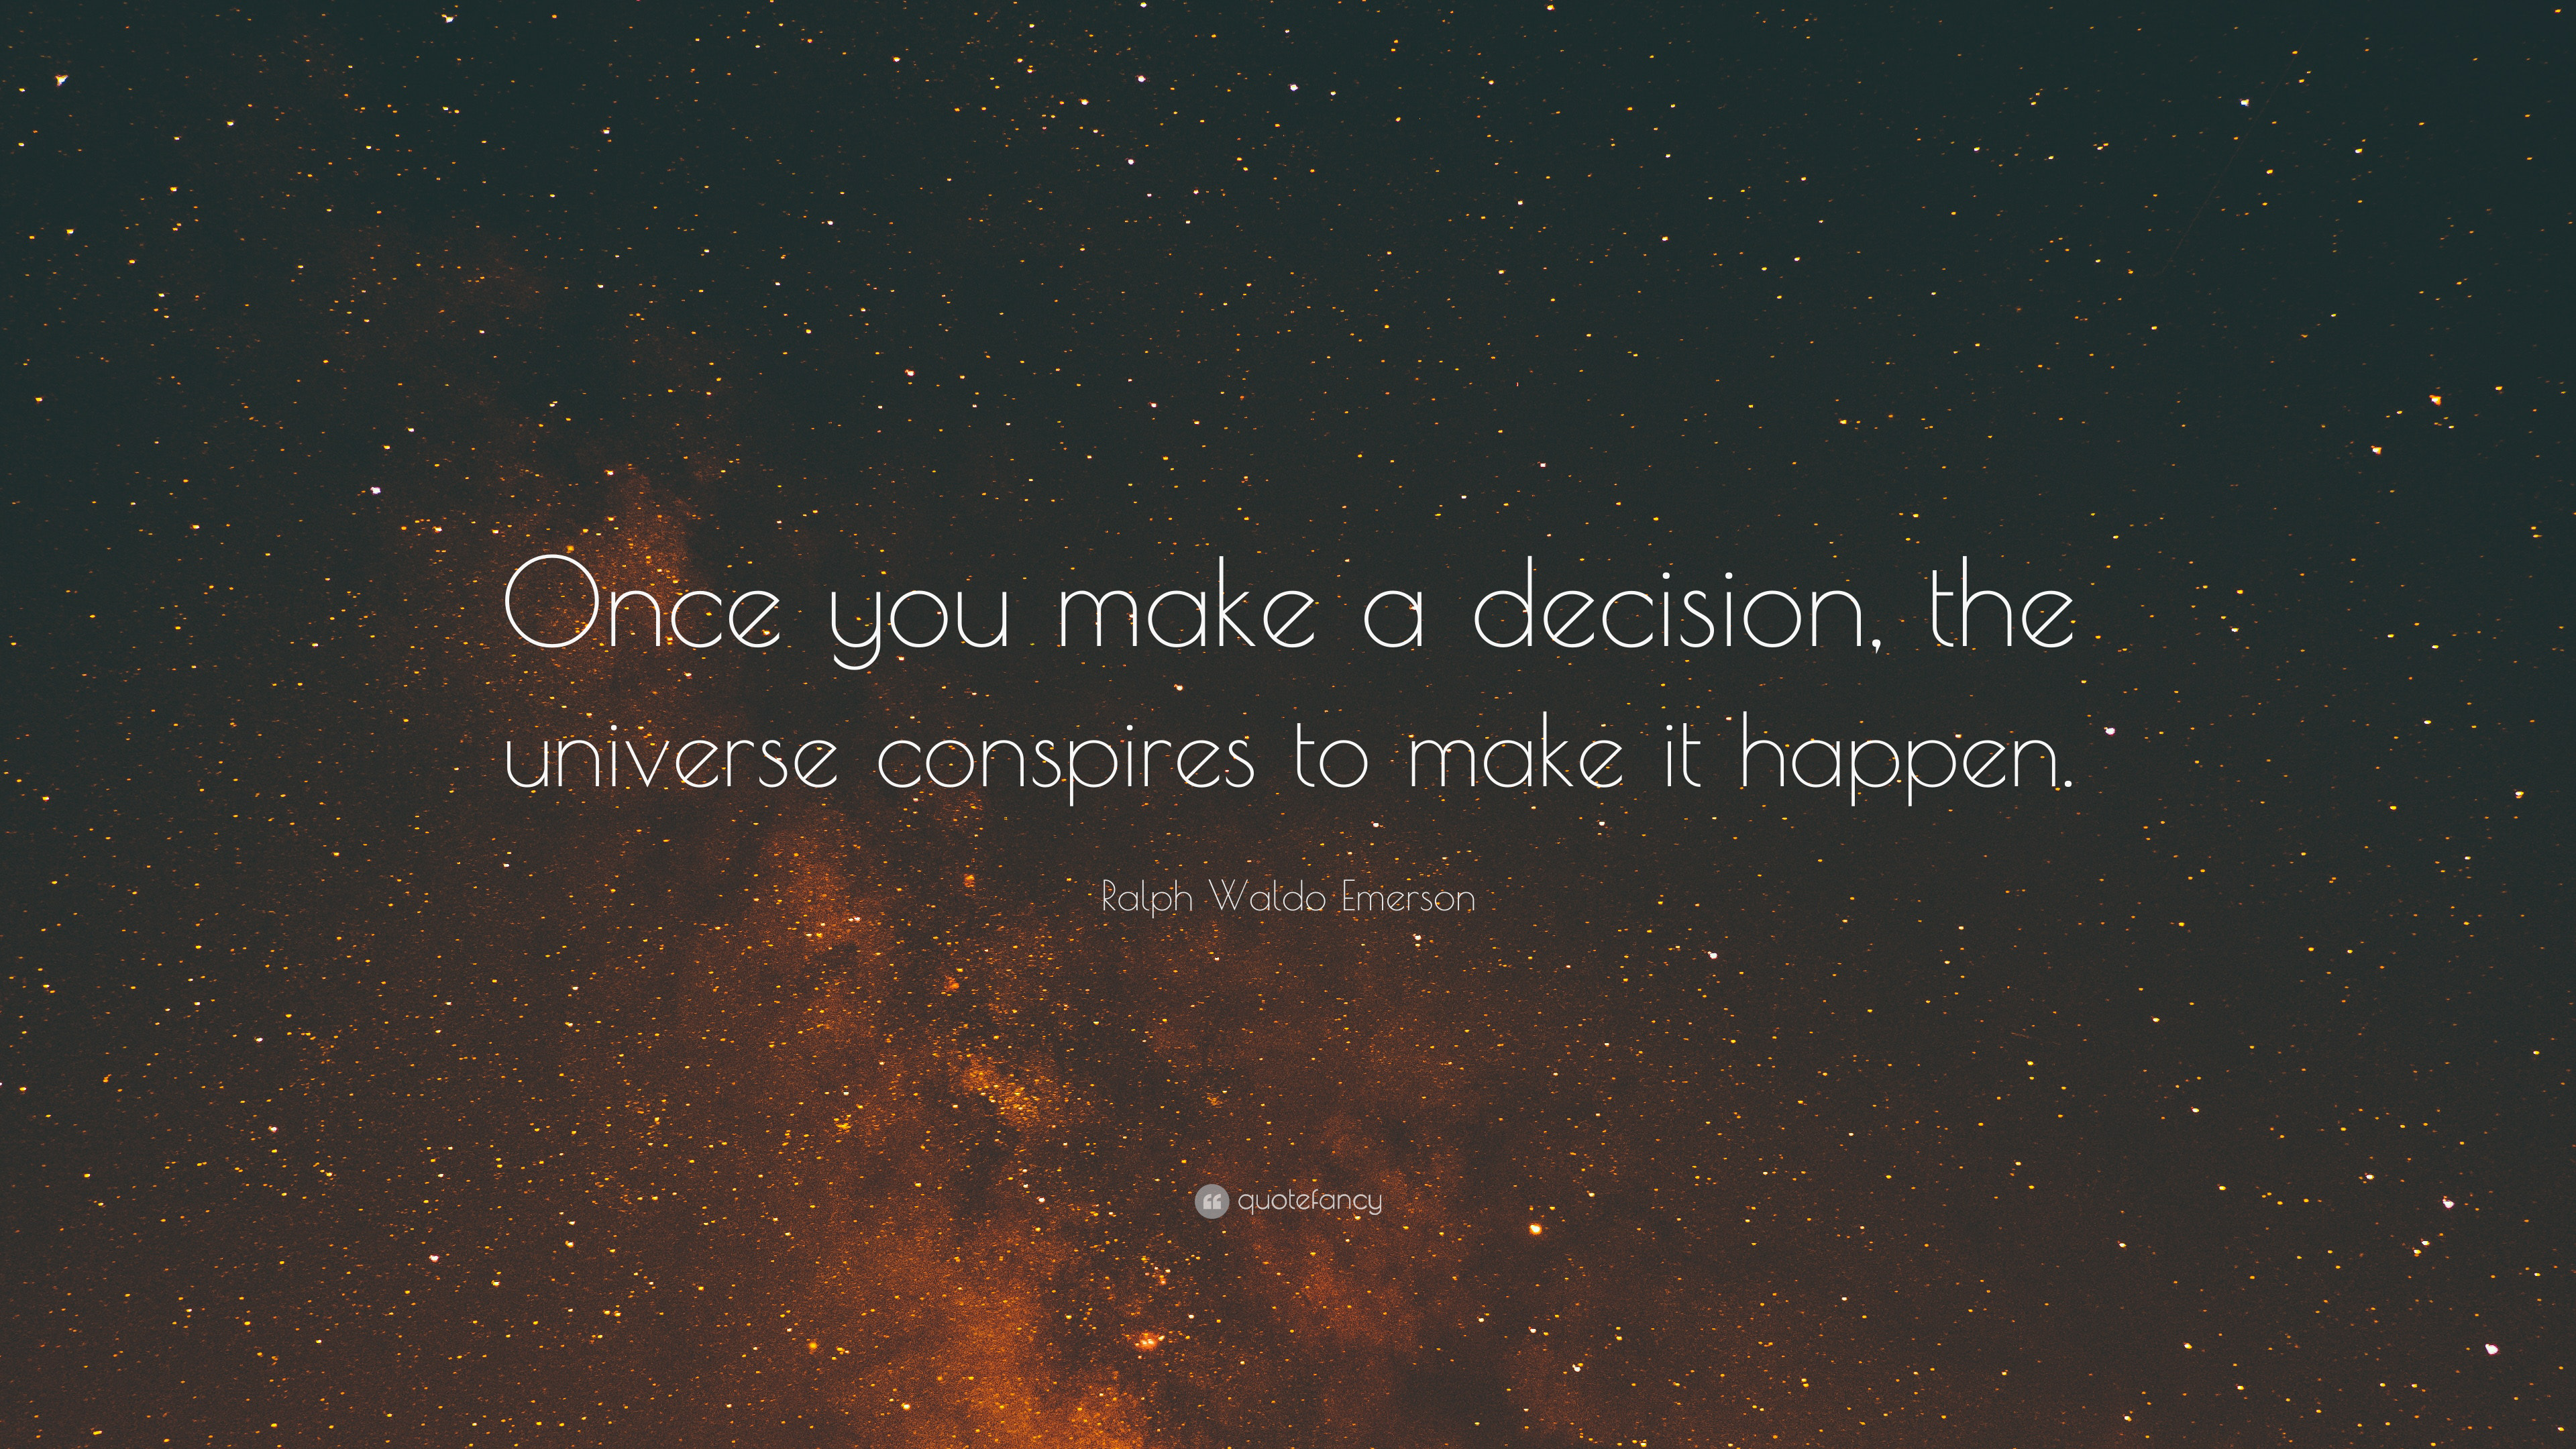 Once you make a decision, the
universe conspires to make it happen.
Ralph Waldo Emerson
quotefancy